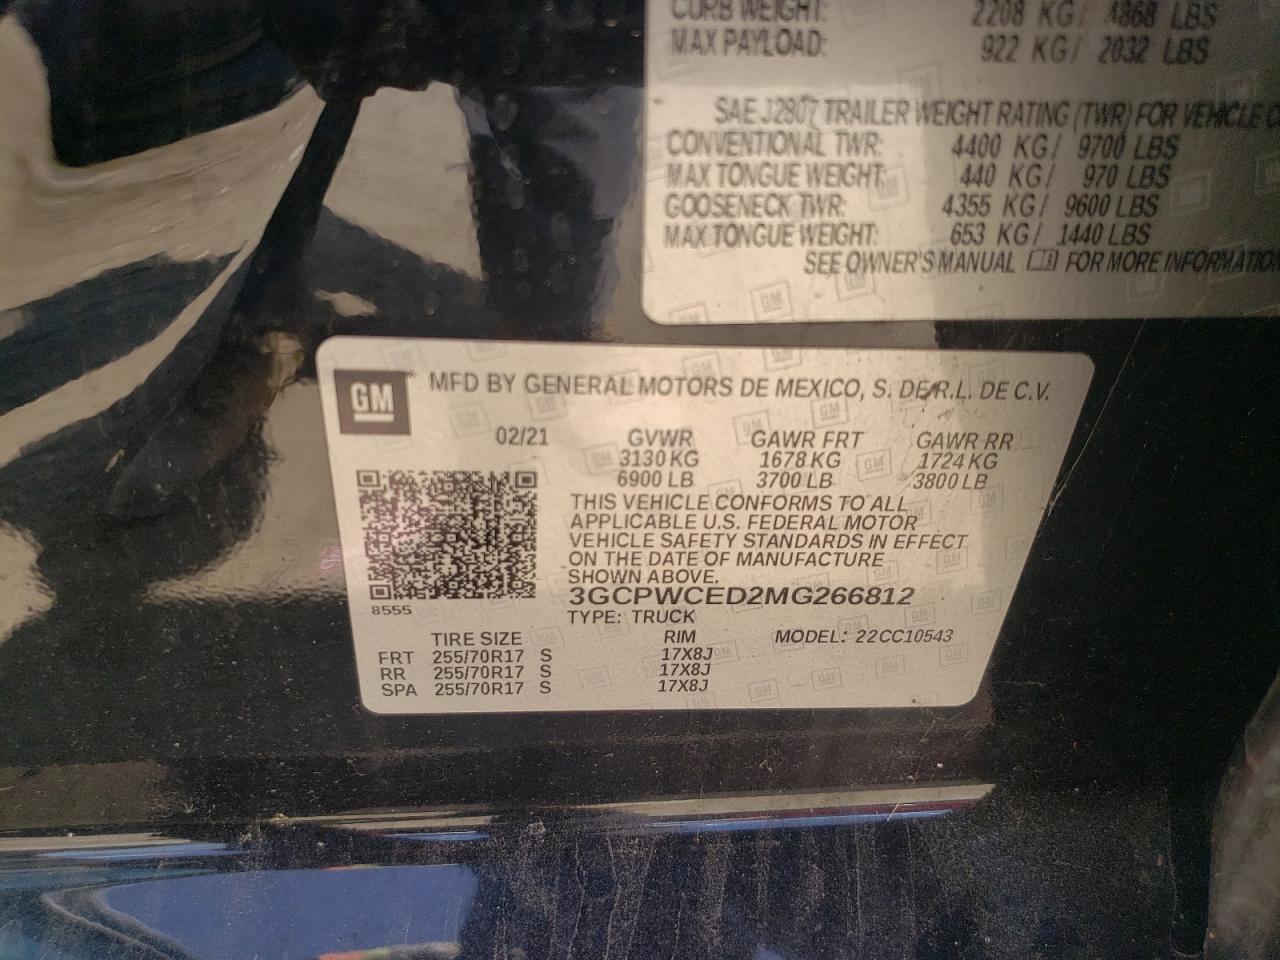 CURB WEIGHT: 2208 KG/ 4868 LBS
MAX PAYLOAD: 922 KG/ 2032 LBS
SAE J2807 TRAILER WEIGHT RATING (TWR) FOR VEHICLE
CONVENTIONAL TWR: 4400 KG/ 9700 LBS
MAX TONGUE WEIGHT: 440 KG/ 970 LBS
GOOSENECK TWR: 4355 KG/ 9600 LBS
MAX TONGUE WEIGHT: 653 KG/ 1440 LBS
SEE OWNER'S MANUAL FOR MORE INFORMATION
GM MFD BY GENERAL MOTORS DE MEXICO, S. DE R.L. DE C.V.
02/21 GVWR GAWR FRT GAWR RR
3130 KG 1678 KG 1724 KG
6900 LB 3700 LB 3800 LB
THIS VEHICLE CONFORMS TO ALL
APPLICABLE U.S. FEDERAL MOTOR
VEHICLE SAFETY STANDARDS IN EFFECT
ON THE DATE OF MANUFACTURE
SHOWN ABOVE.
3GCPWCED2MG266812
8555
TYPE: TRUCK
TIRE SIZE RIM MODEL: 22CC10543
FRT 255/70R17 S 17X8J
RR 255/70R17 S 17X8J
SPA 255/70R17 S 17X8J